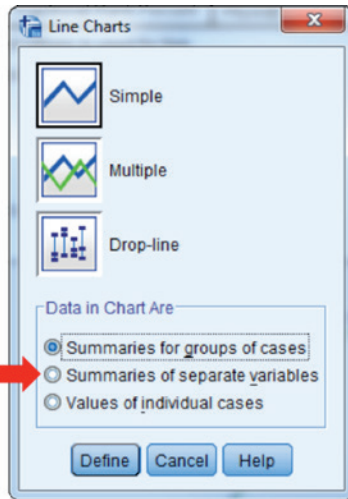 Line Charts
Simple
Multiple
Drop-line
Data in Chart Are
Summaries for groups of cases
Summaries of separate variables
Values of individual cases
Define Cancel Help